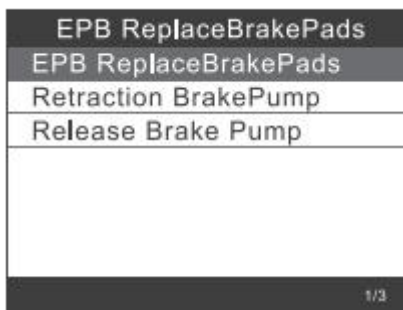 EPB ReplaceBrakePads
EPB ReplaceBrakePads
Retraction BrakePump
Release Brake Pump
1/3